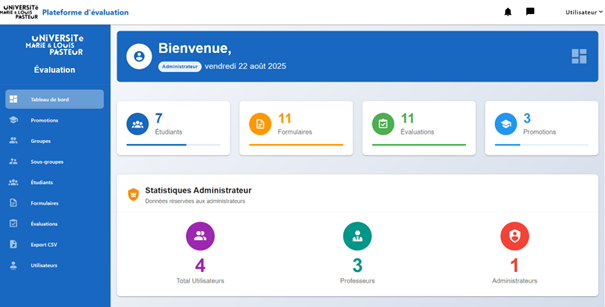 UNIVERSITÉ
MARIE & LOUIS
PASTEUR
Plateforme d'évaluation
Utilisateur
UNIVERSITÉ
MARIE & LOUIS
PASTEUR
Évaluation
Tableau de bord
Promotions
Groupes
Sous-groupes
Étudiants
Formulaires
Évaluations
Export CSV
Utilisateurs
Bienvenue,
Administrateur vendredi 22 août 2025
7
Étudiants
11
Formulaires
11
Évaluations
3
Promotions
Statistiques Administrateur
Données réservées aux administrateurs
4
Total Utilisateurs
3
Professeurs
1
Administrateurs